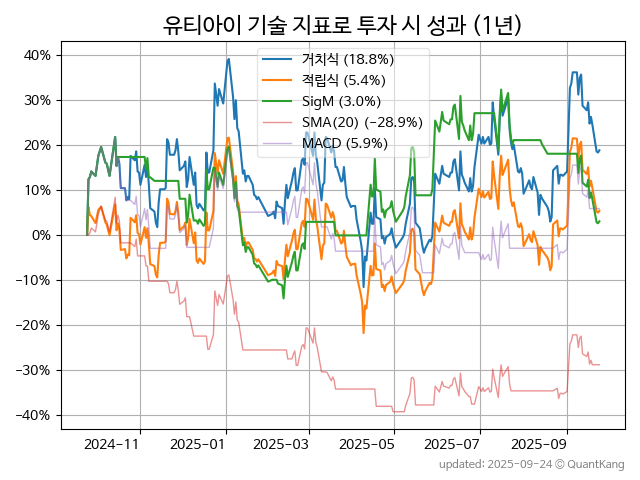 유티아이 기술 지표로 투자 시 성과 (1년)
40%
30%
20%
10%
0%
−10%
−20%
−30%
−40%
거치식 (18.8%)
적립식 (5.4%)
SigM (3.0%)
SMA(20) (−28.9%)
MACD (5.9%)
2024-11
2025-01
2025-03
2025-05
2025-07
2025-09
updated: 2025-09-24 ⓒ QuantKang